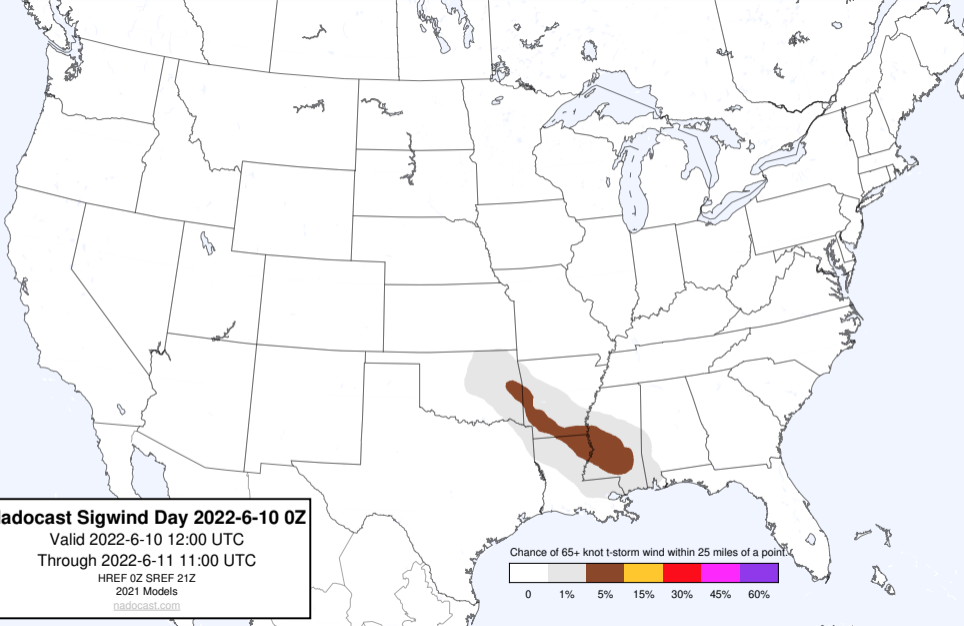 adocast Sigwind Day 2022-6-10 0Z
Valid 2022-6-10 12:00 UTC
Through 2022-6-11 11:00 UTC
HREF 0Z SREF 21Z
2021 Models
nadocast.com
Chance of 65+ knot t-storm wind within 25 miles of a point.
0 1% 5% 15% 30% 45% 60%